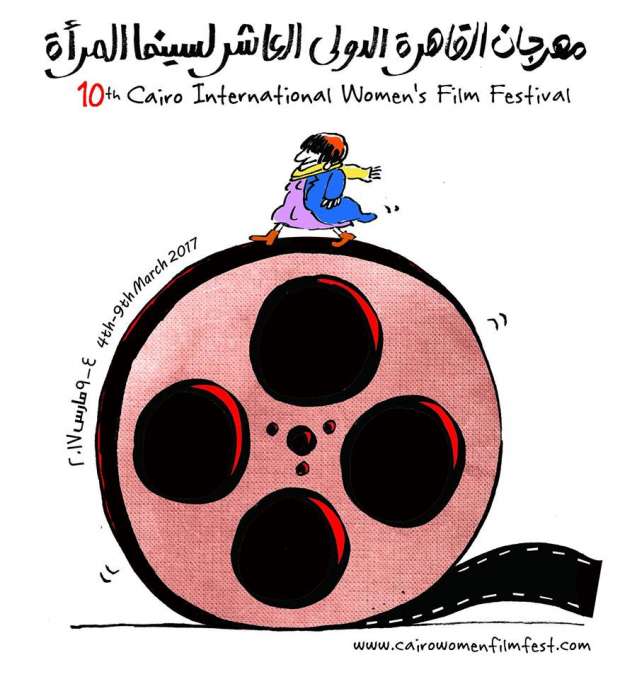 مهرجان القاهرة الدولى العاشر لسينما المرأة
10th Cairo International Women's Film Festival
4th-9th March 2017
٤-٩ مارس ٢٠١٧
www.cairowomenfilmfest.com